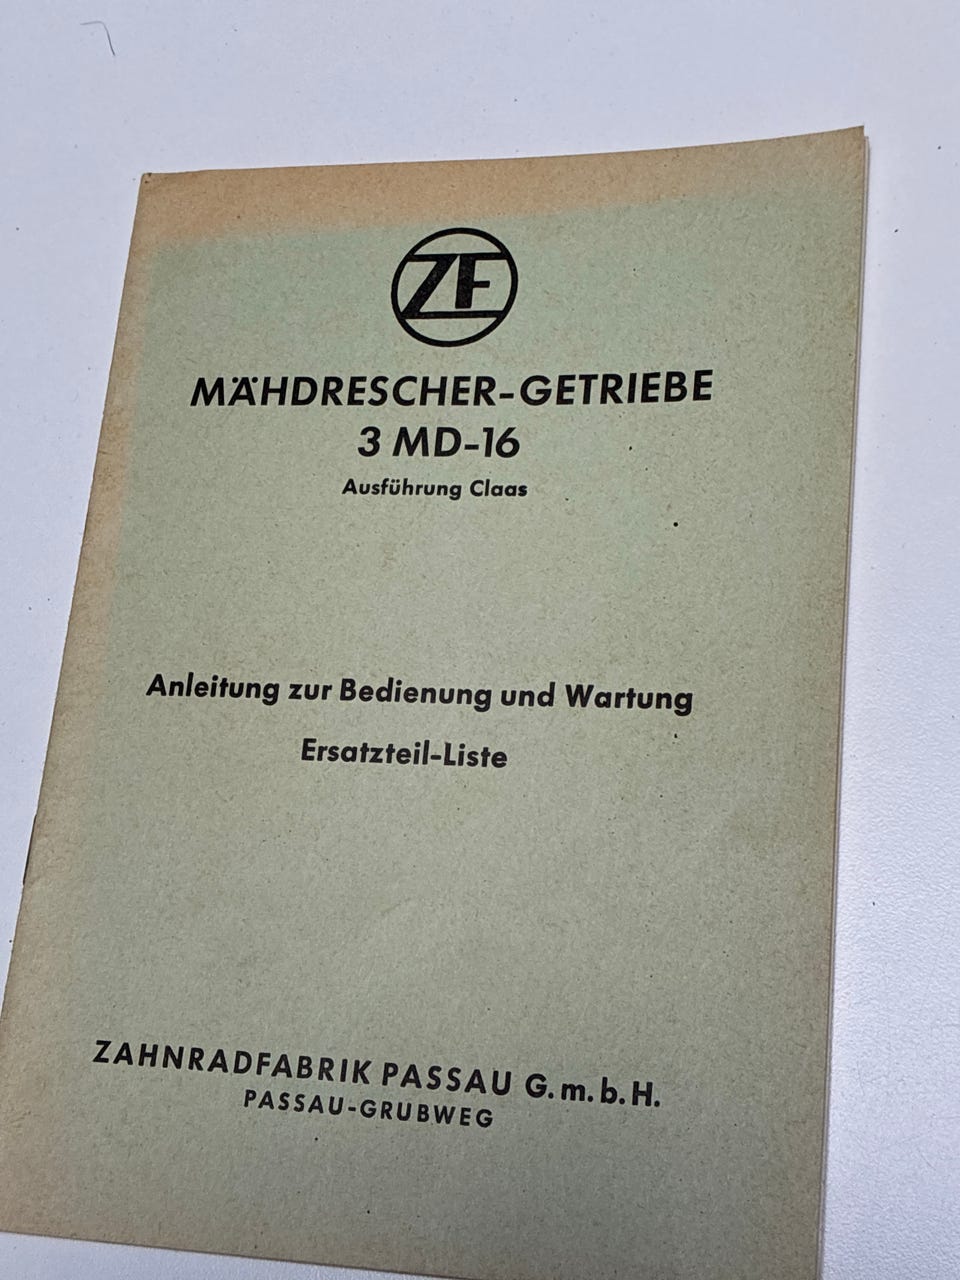 ZF
MÄHDRESCHER-GETRIEBE
3 MD-16
Ausführung Claas
Anleitung zur Bedienung und Wartung
Ersatzteil-Liste
ZAHNRADFABRIK PASSAU G.m.b.H.
PASSAU-GRUBWEG